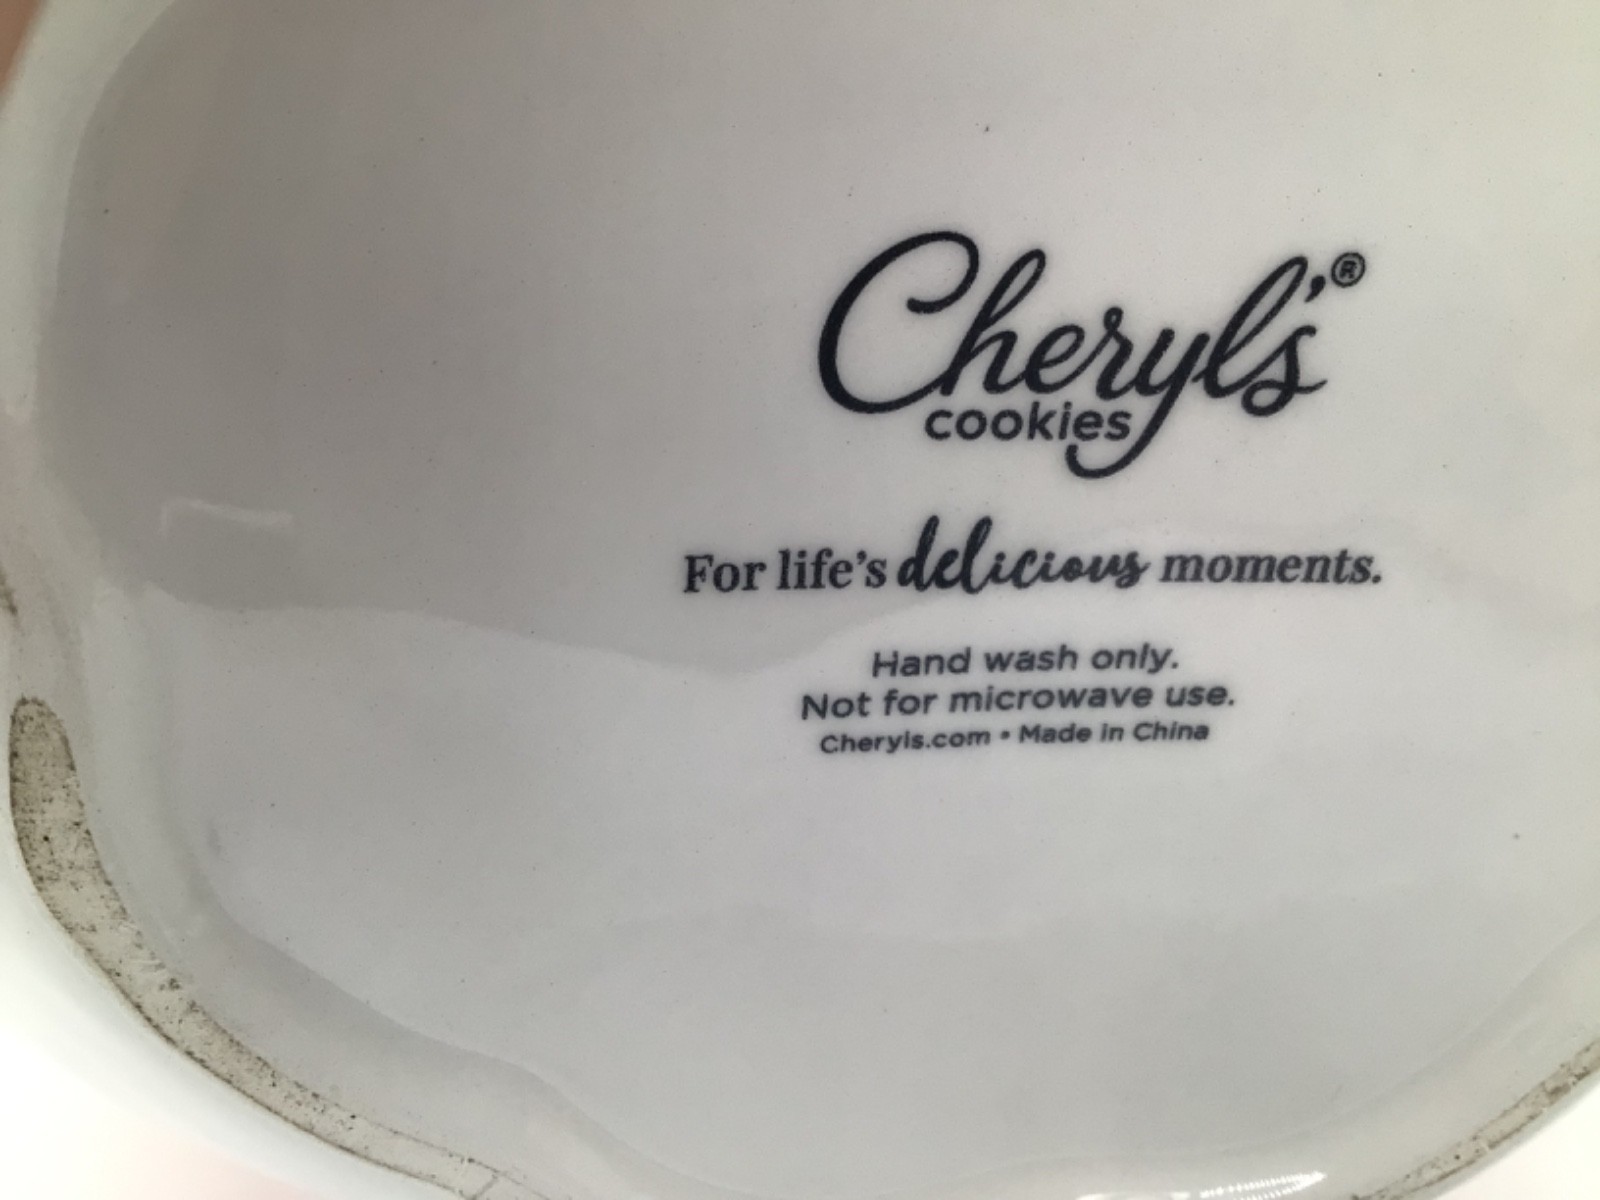 Cheryl's®
cookies
For life's delicious moments.
Hand wash only.
Not for microwave use.
Cheryls.com • Made in China